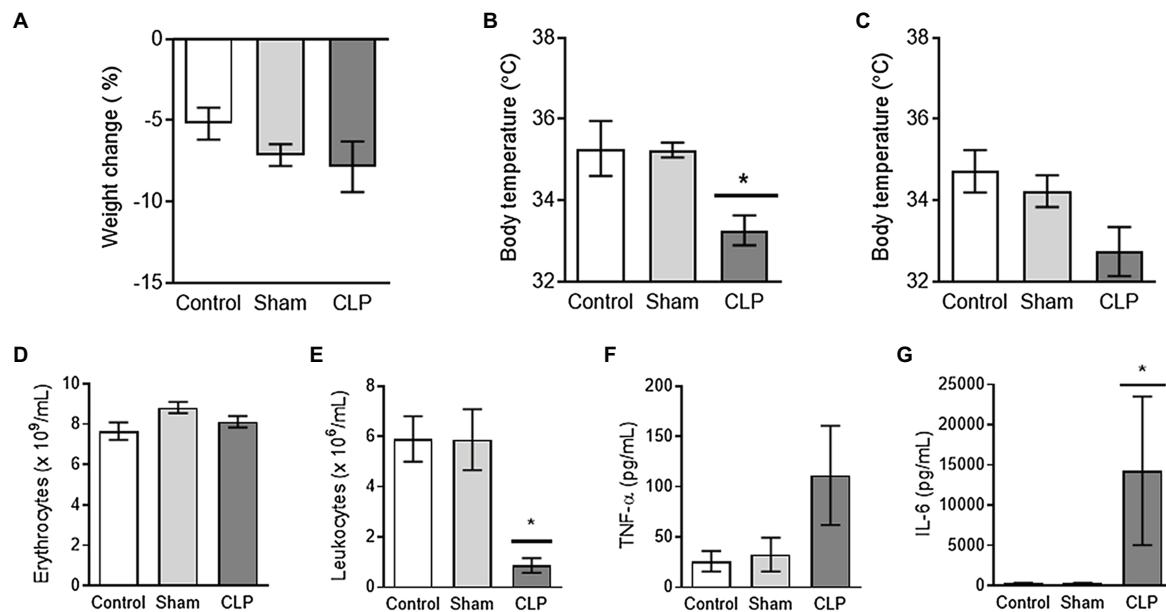 A
Weight change ( %)
0
-5
-10
-15
Control Sham CLP
B
Body temperature (°C)
38
36
34
32
*
Control Sham CLP
C
Body temperature (°C)
38
36
34
32
Control Sham CLP
D
Erythrocytes (x 10⁹/mL)
10
8
6
4
2
0
Control Sham CLP
E
Leukocytes (x 10⁶/mL)
8
6
4
2
0
*
Control Sham CLP
F
TNF-α (pg/mL)
200
150
100
50
0
Control Sham CLP
G
IL-6 (pg/mL)
25000
20000
15000
10000
5000
0
*
Control Sham CLP